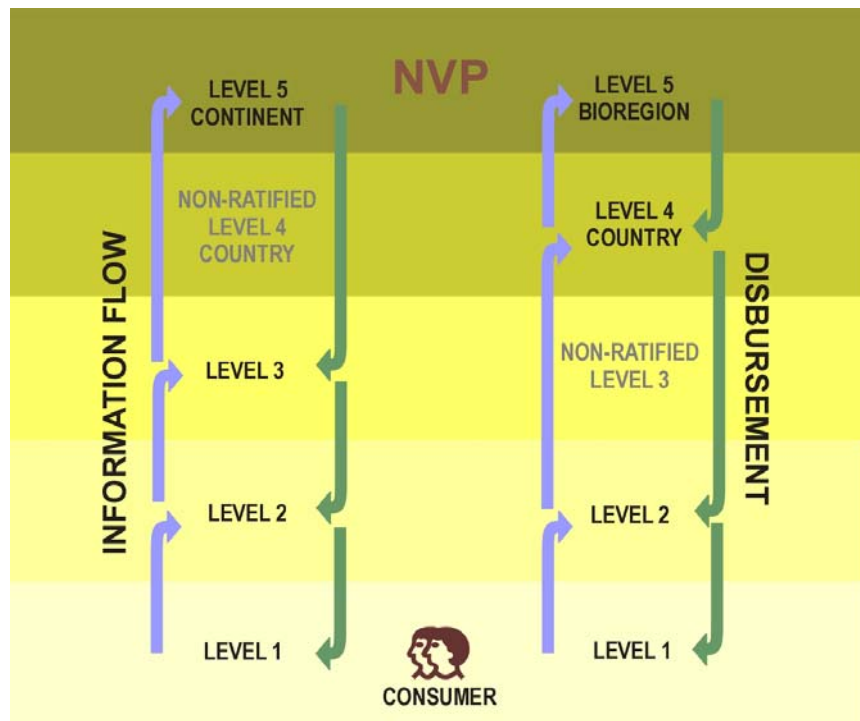 NVP
LEVEL 5
CONTINENT
NON-RATIFIED
LEVEL 4
COUNTRY
LEVEL 3
LEVEL 2
LEVEL 1
INFORMATION FLOW
LEVEL 5
BIOREGION
LEVEL 4
COUNTRY
NON-RATIFIED
LEVEL 3
LEVEL 2
LEVEL 1
DISBURSEMENT
CONSUMER